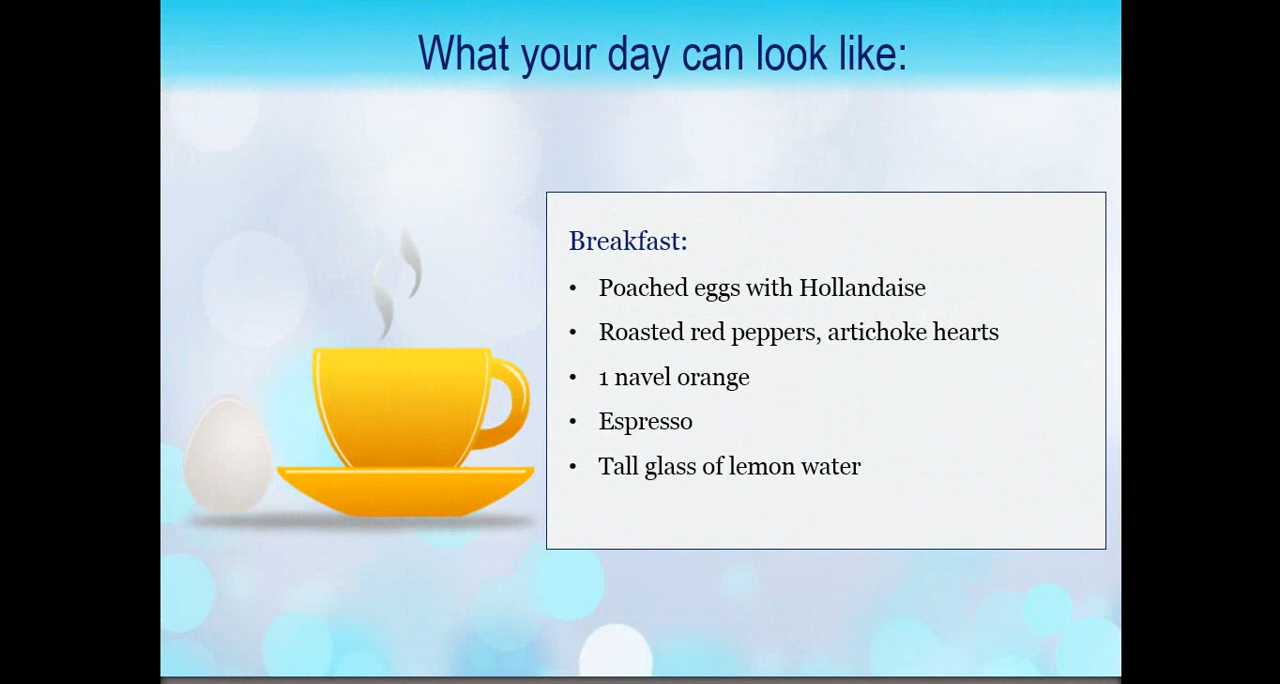 What your day can look like:
Breakfast:
• Poached eggs with Hollandaise
• Roasted red peppers, artichoke hearts
• 1 navel orange
• Espresso
• Tall glass of lemon water